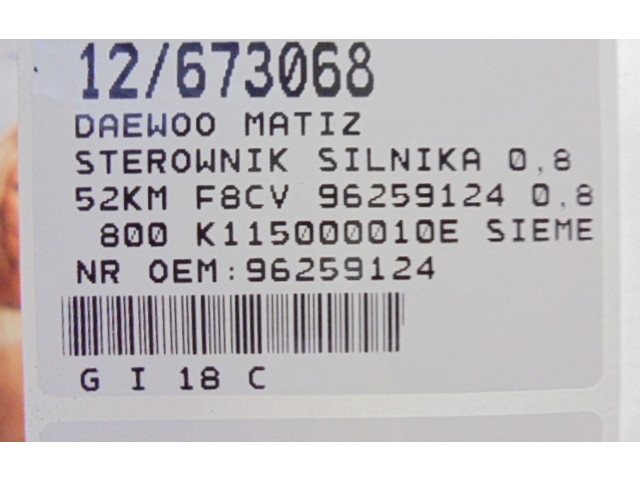 12/673068
DAEWOO MATIZ
STEROWNIK SILNIKA 0,8
52KM F8CV 96259124 0.8
800 K115000010E SIEME
NR OEM:96259124
G I 18 C